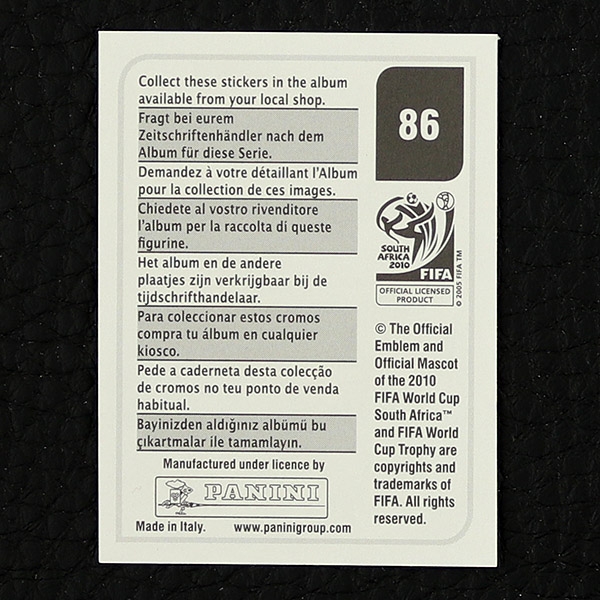 Collect these stickers in the album
available from your local shop.
Fragt bei eurem
Zeitschriftenhändler nach dem
Album für diese Serie.
Demandez à votre détaillant l'Album
pour la collection de ces images.
Chiedete al vostro rivenditore
l'album per la raccolta di queste
figurine.
Het album en de andere
plaatjes zijn verkrijgbaar bij de
tijdschrifthandelaar.
Para coleccionar estos cromos
compra tu álbum en cualquier
kiosco.
Pede a caderneta desta colecção
de cromos no teu ponto de venda
habitual.
Bayinizden aldığınız albümü bu
çıkartmalar ile tamamlayın.
Manufactured under licence by
PANINI
Made in Italy. www.paninigroup.com
86
SOUTH
AFRICA
2010
FIFA
© 2005 FIFA TM
OFFICIAL LICENSED
PRODUCT
© The Official
Emblem and
Official Mascot
of the 2010
FIFA World Cup
South Africa™
and FIFA World
Cup Trophy are
copyrights and
trademarks of
FIFA. All rights
reserved.